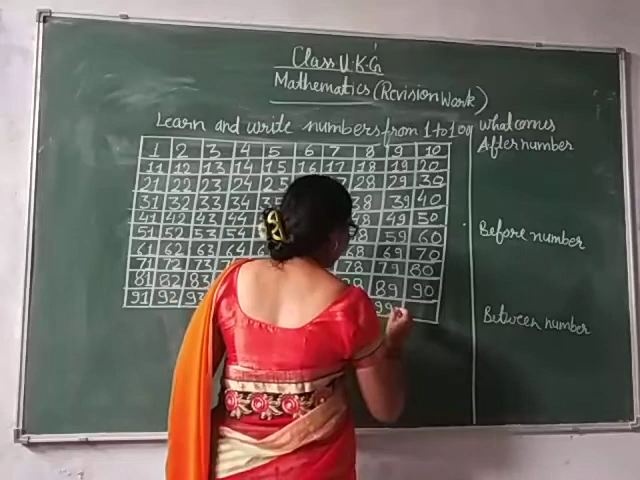 Class U.K.G
Mathematics (Revision Work)
Learn and write numbers from 1 to 100
What comes
After number
1 2 3 4 5 6 7 8 9 10
11 12 13 14 15 16 17 18 19 20
21 22 23 24 25 28 29 30
31 32 33 34 38 39 40
41 42 43 44 48 49 50
51 52 53 54 58 59 60
Before number
61 62 63 64 68 69 70
71 72 73 78 79 80
81 82 83 89 90
91 92 93 99
Between number